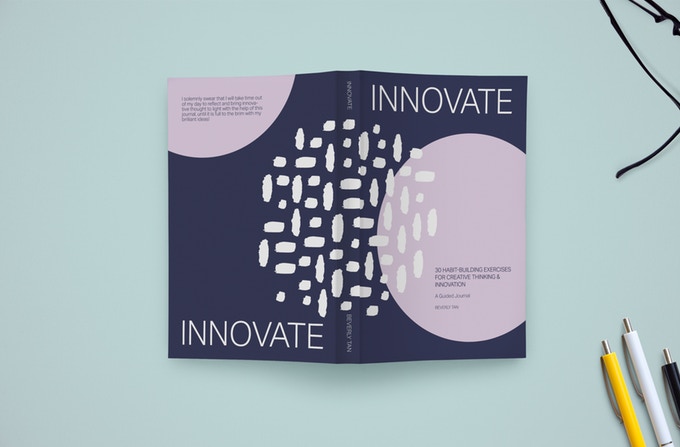 I solemnly swear that I will take time out
of my day to reflect and bring innova-
tive thought to light with the help of this
journal, until it is full to the brim with my
brilliant ideas!
INNOVATE
INNOVATE
BEVERLY TAN
INNOVATE
30 HABIT-BUILDING EXERCISES
FOR CREATIVE THINKING &
INNOVATION
A Guided Journal
BEVERLY TAN